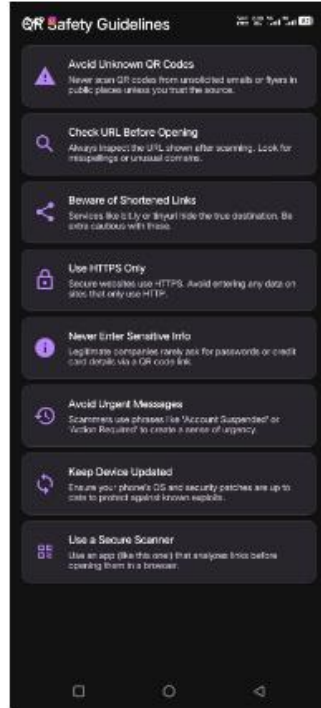 QR Safety Guidelines
Avoid Unknown QR Codes
Never scan QR codes from unsolicited emails or flyers in
public places unless you trust the source.
Check URL Before Opening
Always inspect the URL shown after scanning. Look for
misspellings or unusual domains.
Beware of Shortened Links
Services like bit.ly or tinyurl hide the true destination. Be
extra cautious with these.
Use HTTPS Only
Secure websites use HTTPS. Avoid entering any data on
sites that only use HTTP.
Never Enter Sensitive Info
Legitimate companies rarely ask for passwords or credit
card details via a QR code link.
Avoid Urgent Messages
Scammers use phrases like 'Account Suspended' or
'Action Required' to create a sense of urgency.
Keep Device Updated
Ensure your phone's OS and security patches are up to
date to protect against known exploits.
Use a Secure Scanner
Use an app (like this one) that analyzes links before
opening them in a browser.